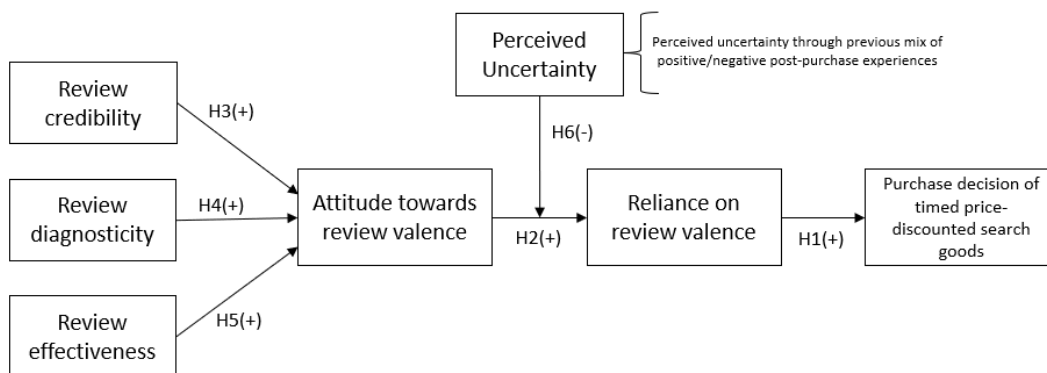 Perceived
Uncertainty
Perceived uncertainty through previous mix of
positive/negative post-purchase experiences
Review
credibility
H3(+)
H6(-)
Review
diagnosticity
H4(+)
Attitude towards
review valence
H2(+)
Reliance on
review valence
H1(+)
Purchase decision of
timed price-
discounted search
goods
Review
effectiveness
H5(+)